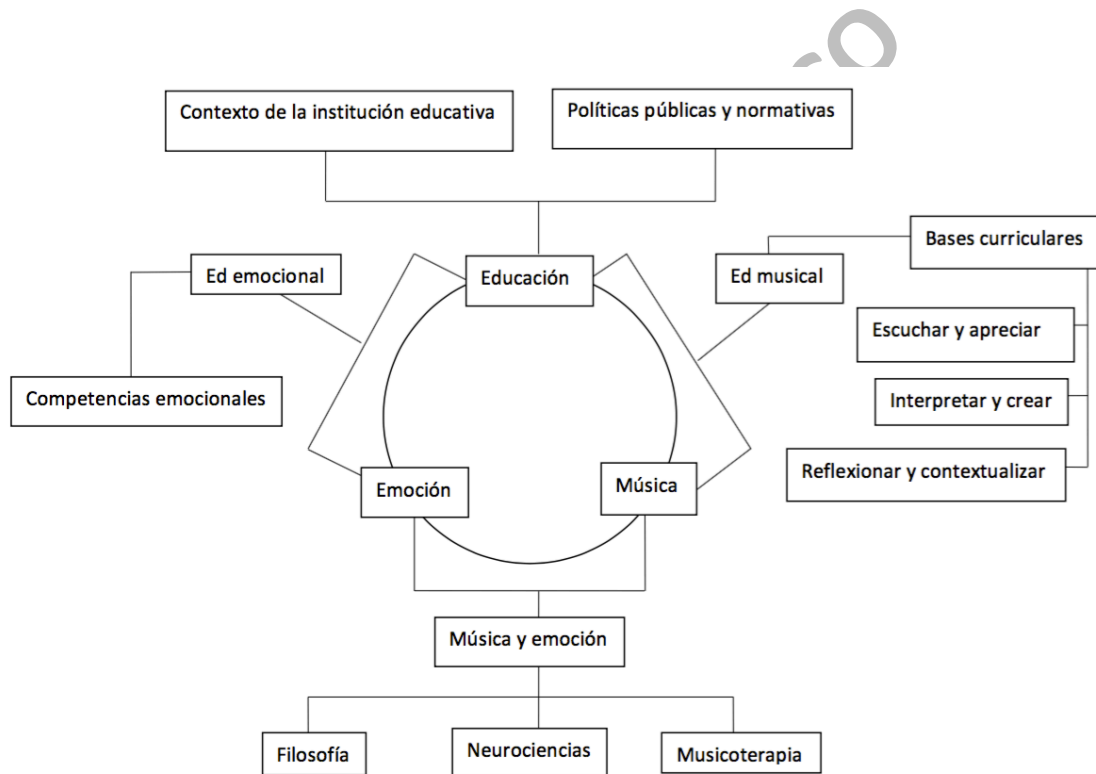 Contexto de la institución educativa
Políticas públicas y normativas
Bases curriculares
Ed emocional
Educación
Ed musical
Escuchar y apreciar
Competencias emocionales
Interpretar y crear
Reflexionar y contextualizar
Emoción
Música
Música y emoción
Filosofía
Neurociencias
Musicoterapia